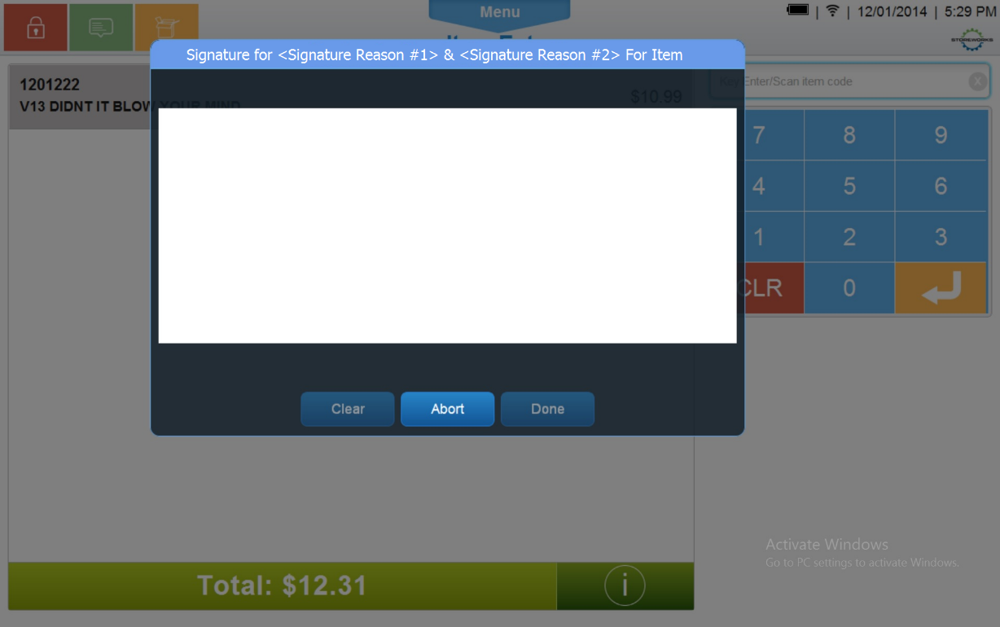 Menu
| | 12/01/2014 | 5:29 PM
STOREWORKS
Signature for <Signature Reason #1> & <Signature Reason #2> For Item
1201222
V13 DIDNT IT BLOW YOUR MIND
$10.99
Key Enter/Scan item code
X
7 8 9
4 5 6
1 2 3
CLR 0
Clear Abort Done
Activate Windows
Go to PC settings to activate Windows.
Total: $12.31
i